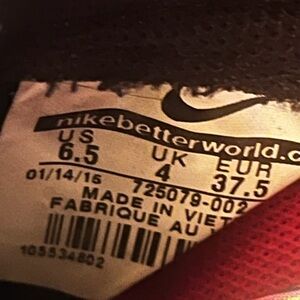 nikebetterworld.c
US UK EUR
6.5 4 37.5
01/14/15 725079-002
MADE IN VIET
FABRIQUE AU
105534802